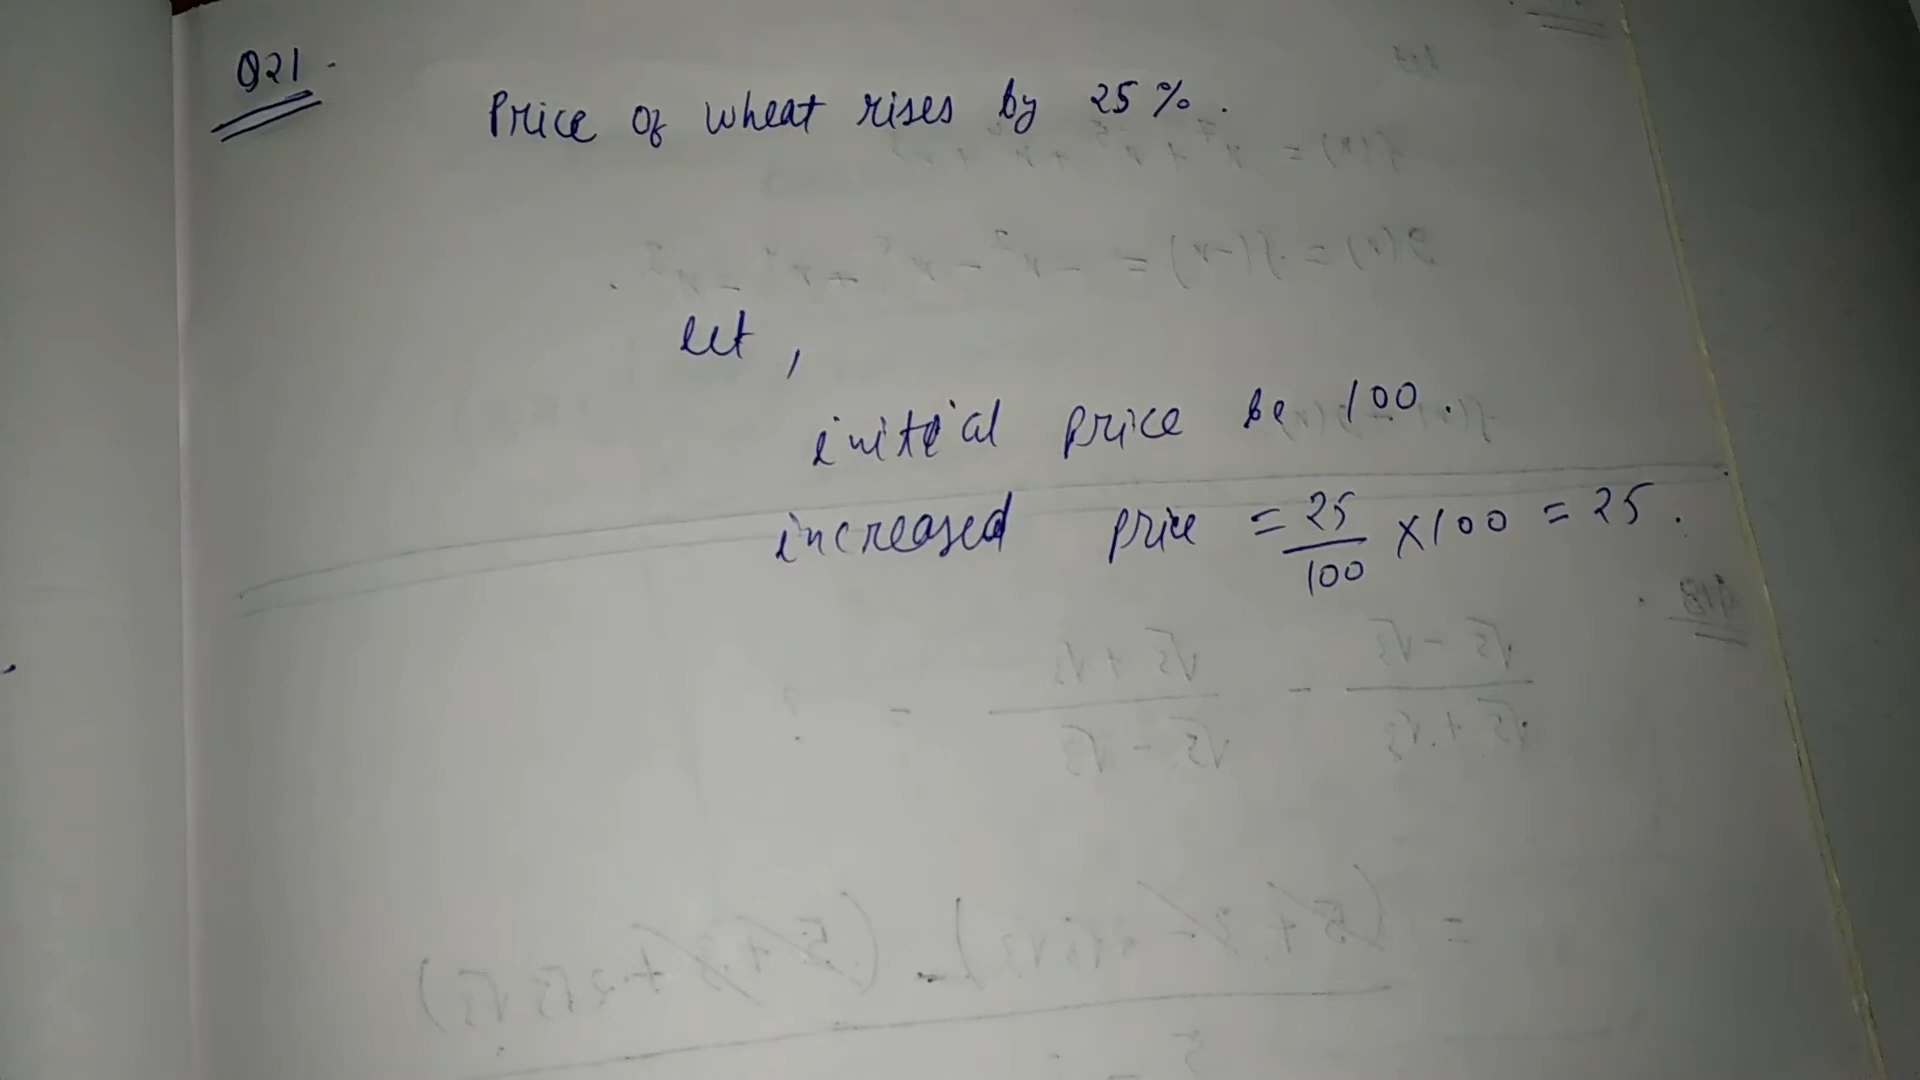 Q21.
Price of wheat rises by 25%.
let,
initial price be 100.
increased price = 25/100 × 100 = 25.